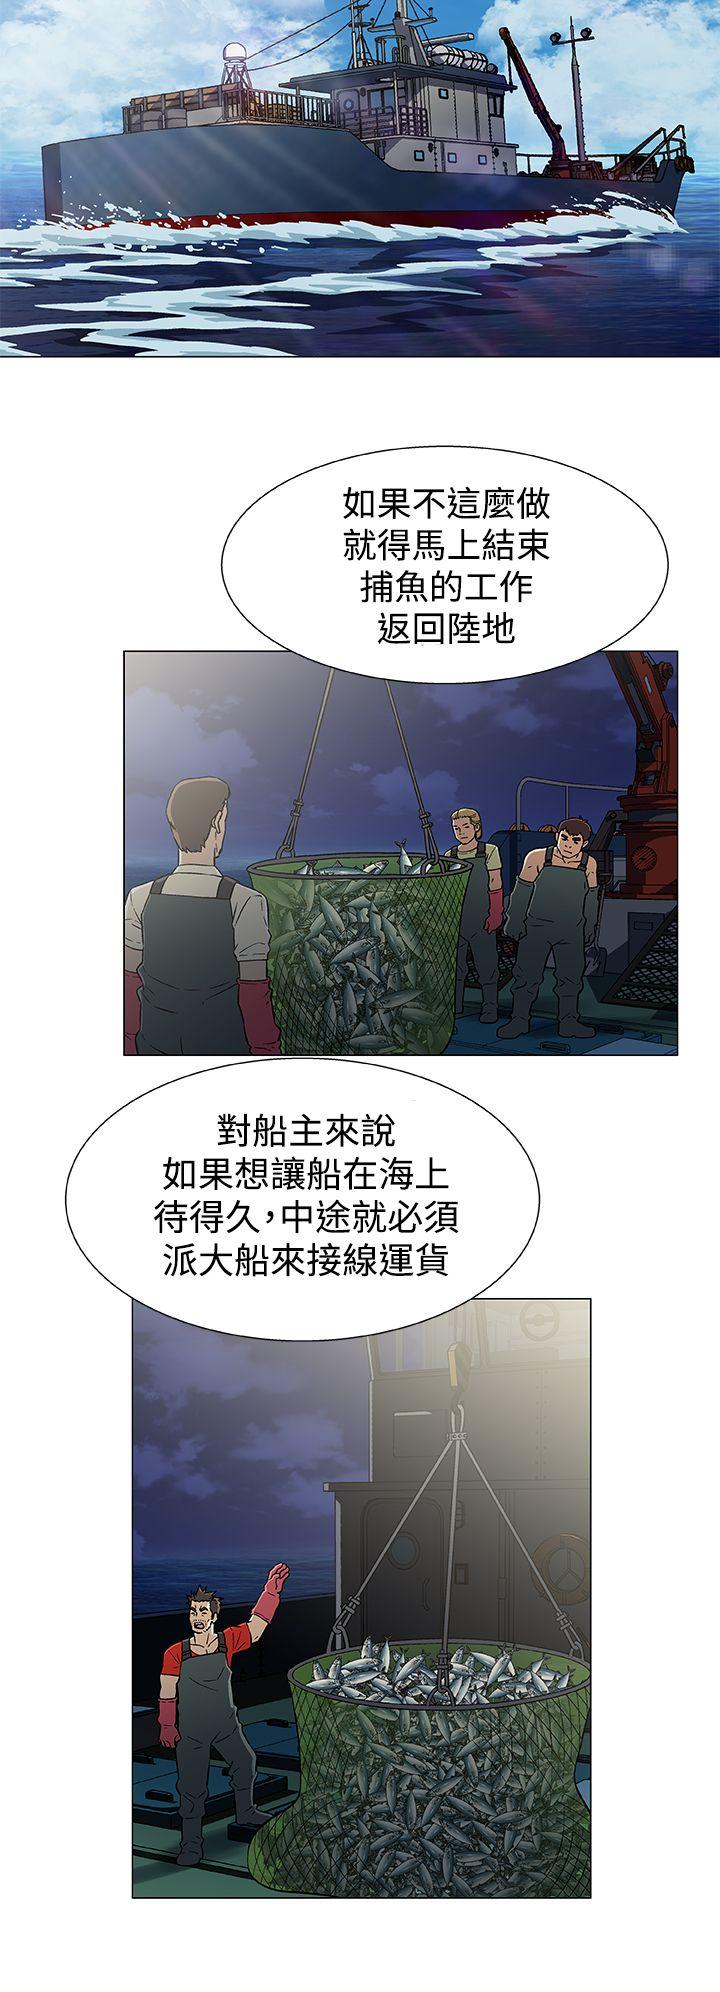 如果不這麼做
就得馬上結束
捕魚的工作
返回陸地
對船主來說
如果想讓船在海上
待得久，中途就必須
派大船來接線運貨